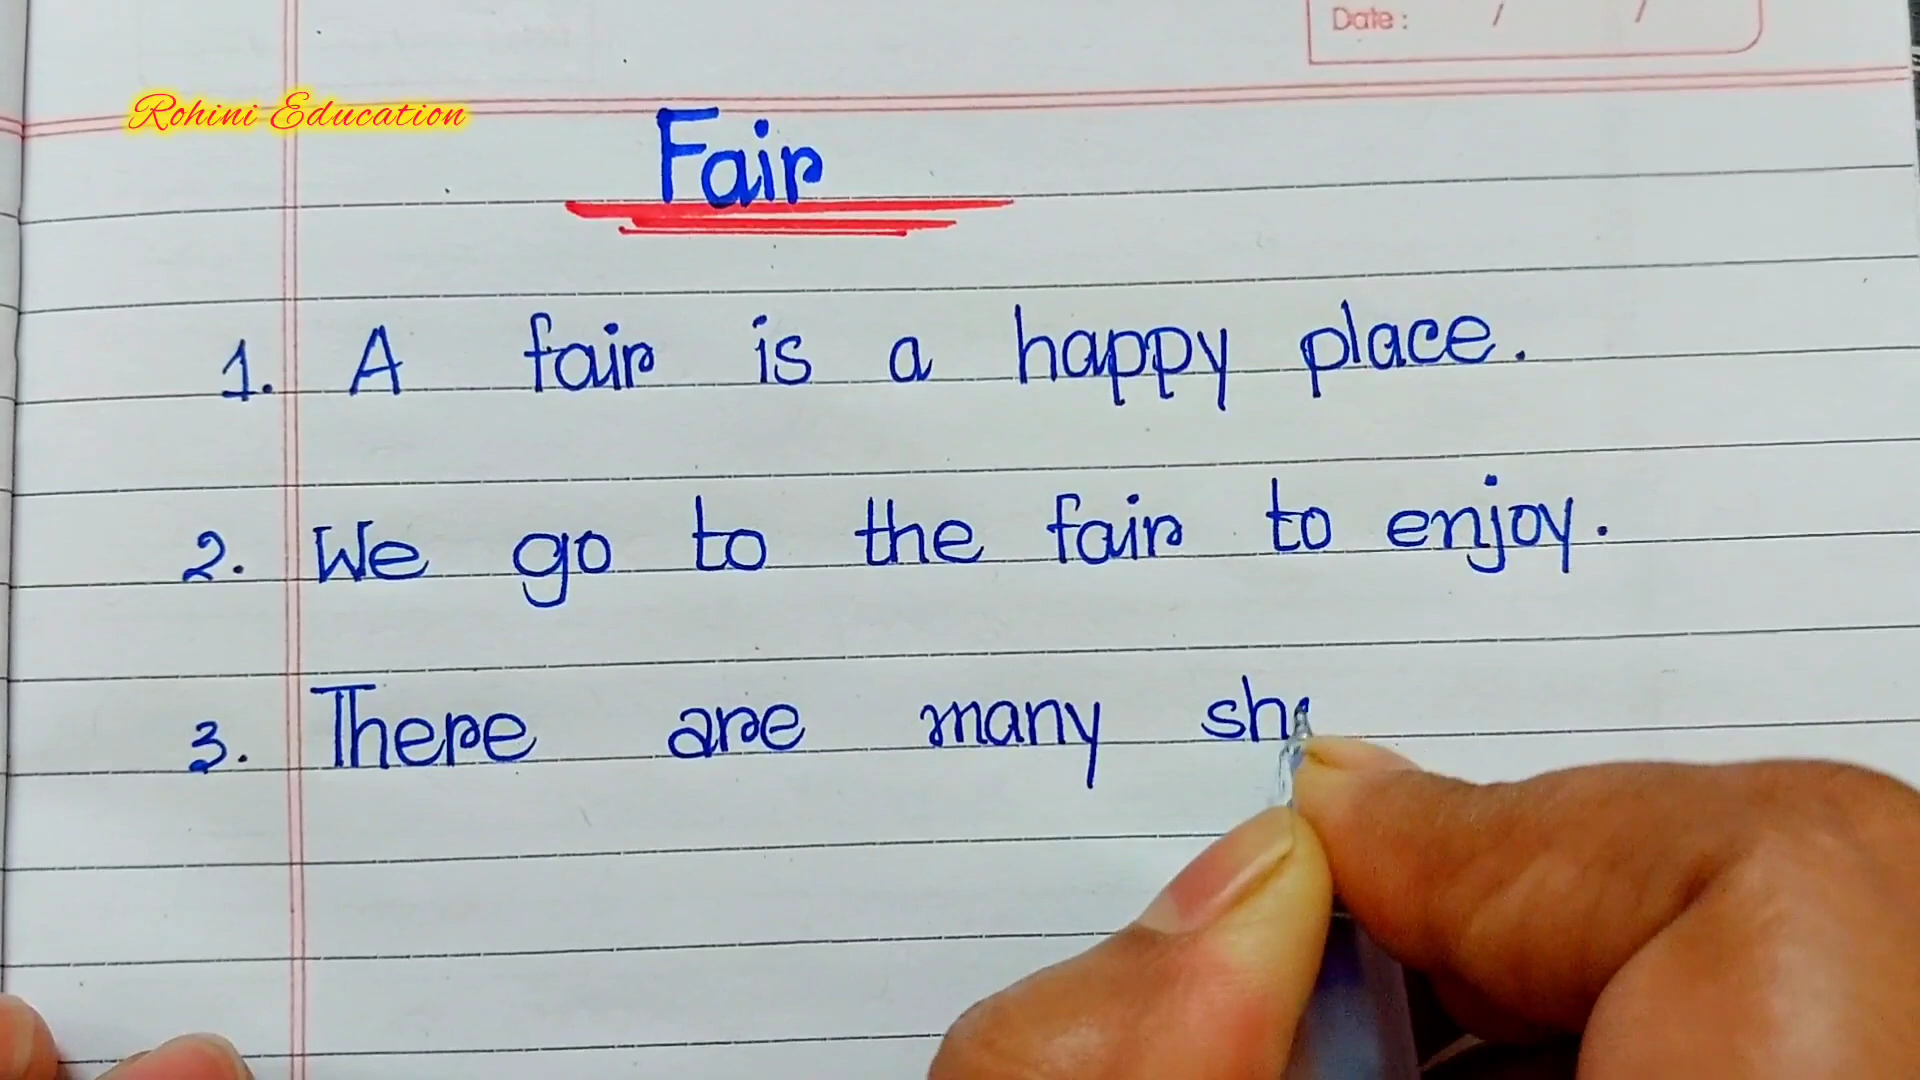 Date: / /
Rohini Education
Fair
1. A fair is a happy place.
2. We go to the fair to enjoy.
3. There are many sh